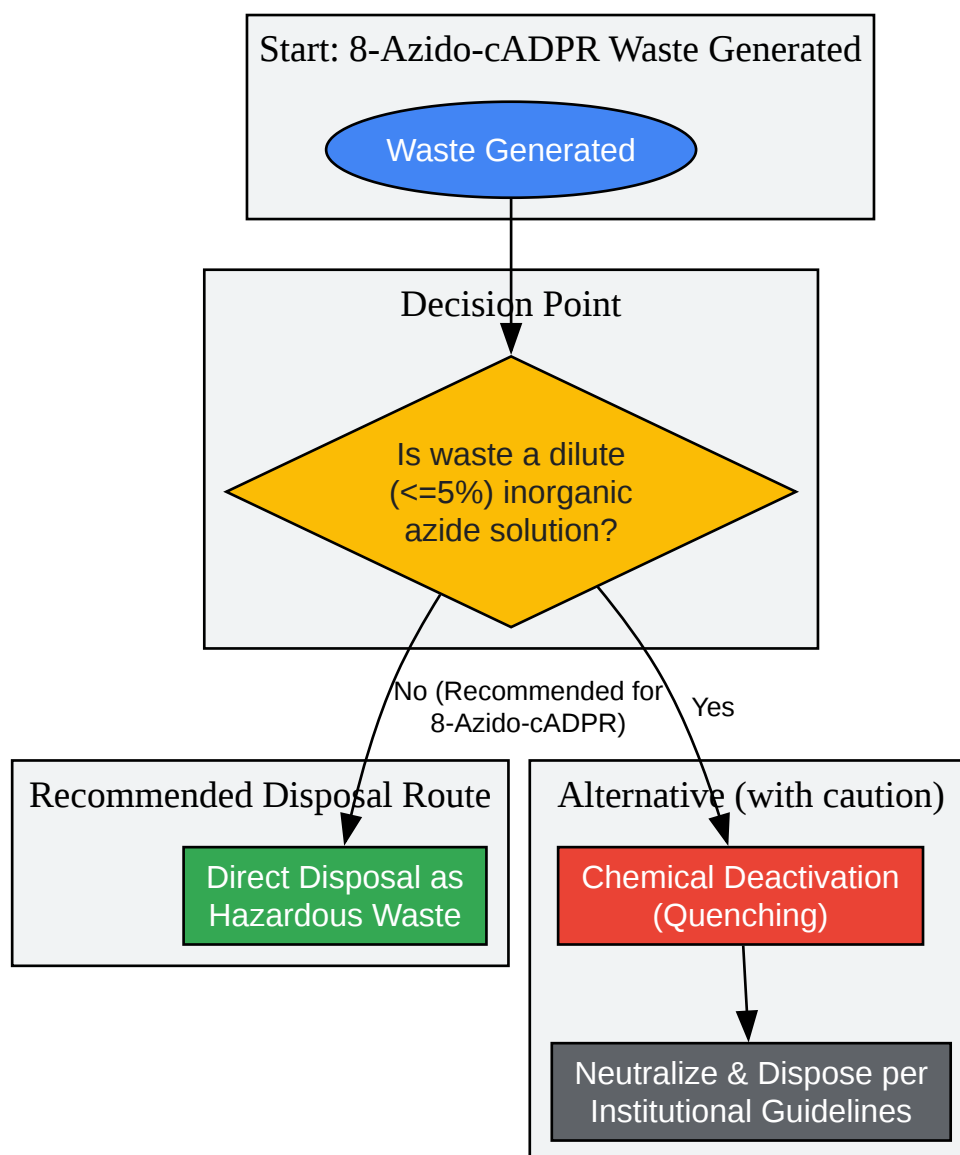 Start: 8-Azido-cADPR Waste Generated
Waste Generated
Decision Point
Is waste a dilute
(<=5%) inorganic
azide solution?
No (Recommended for
8-Azido-cADPR)
Yes
Recommended Disposal Route
Direct Disposal as
Hazardous Waste
Alternative (with caution)
Chemical Deactivation
(Quenching)
Neutralize & Dispose per
Institutional Guidelines